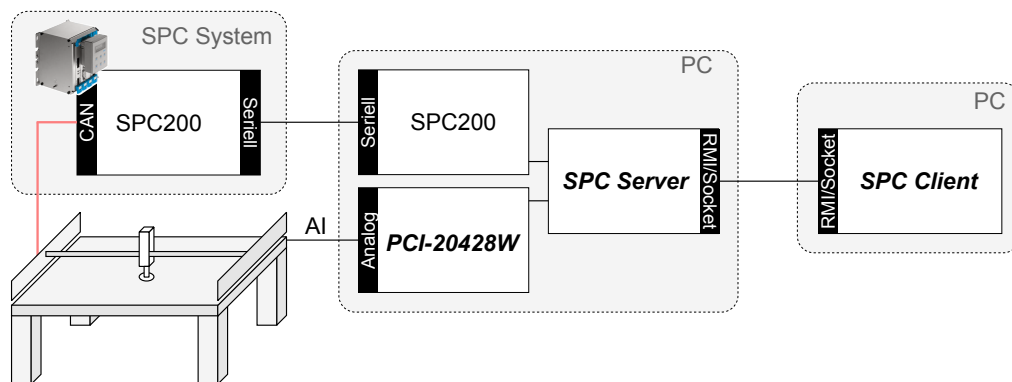 SPC System
CAN
SPC200
Seriell
AI
PC
Seriell
SPC200
Analog
PCI-20428W
SPC Server
RMI/Socket
PC
RMI/Socket
SPC Client